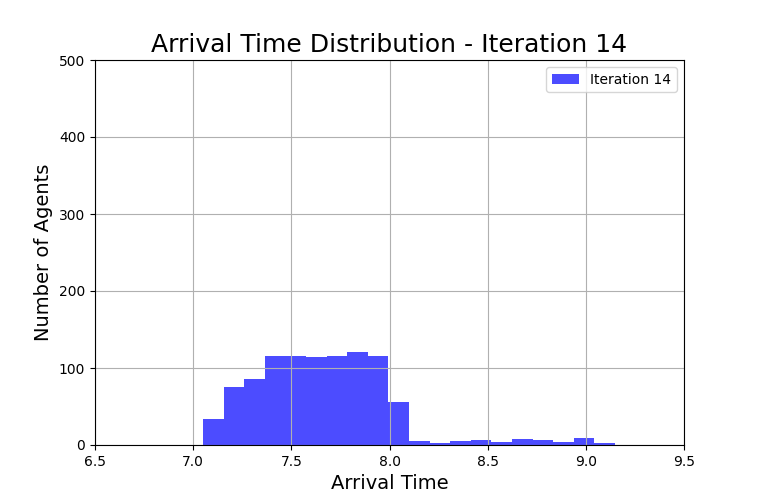 Arrival Time Distribution - Iteration 14
Iteration 14
500
400
300
200
100
0
Number of Agents
6.5 7.0 7.5 8.0 8.5 9.0 9.5
Arrival Time